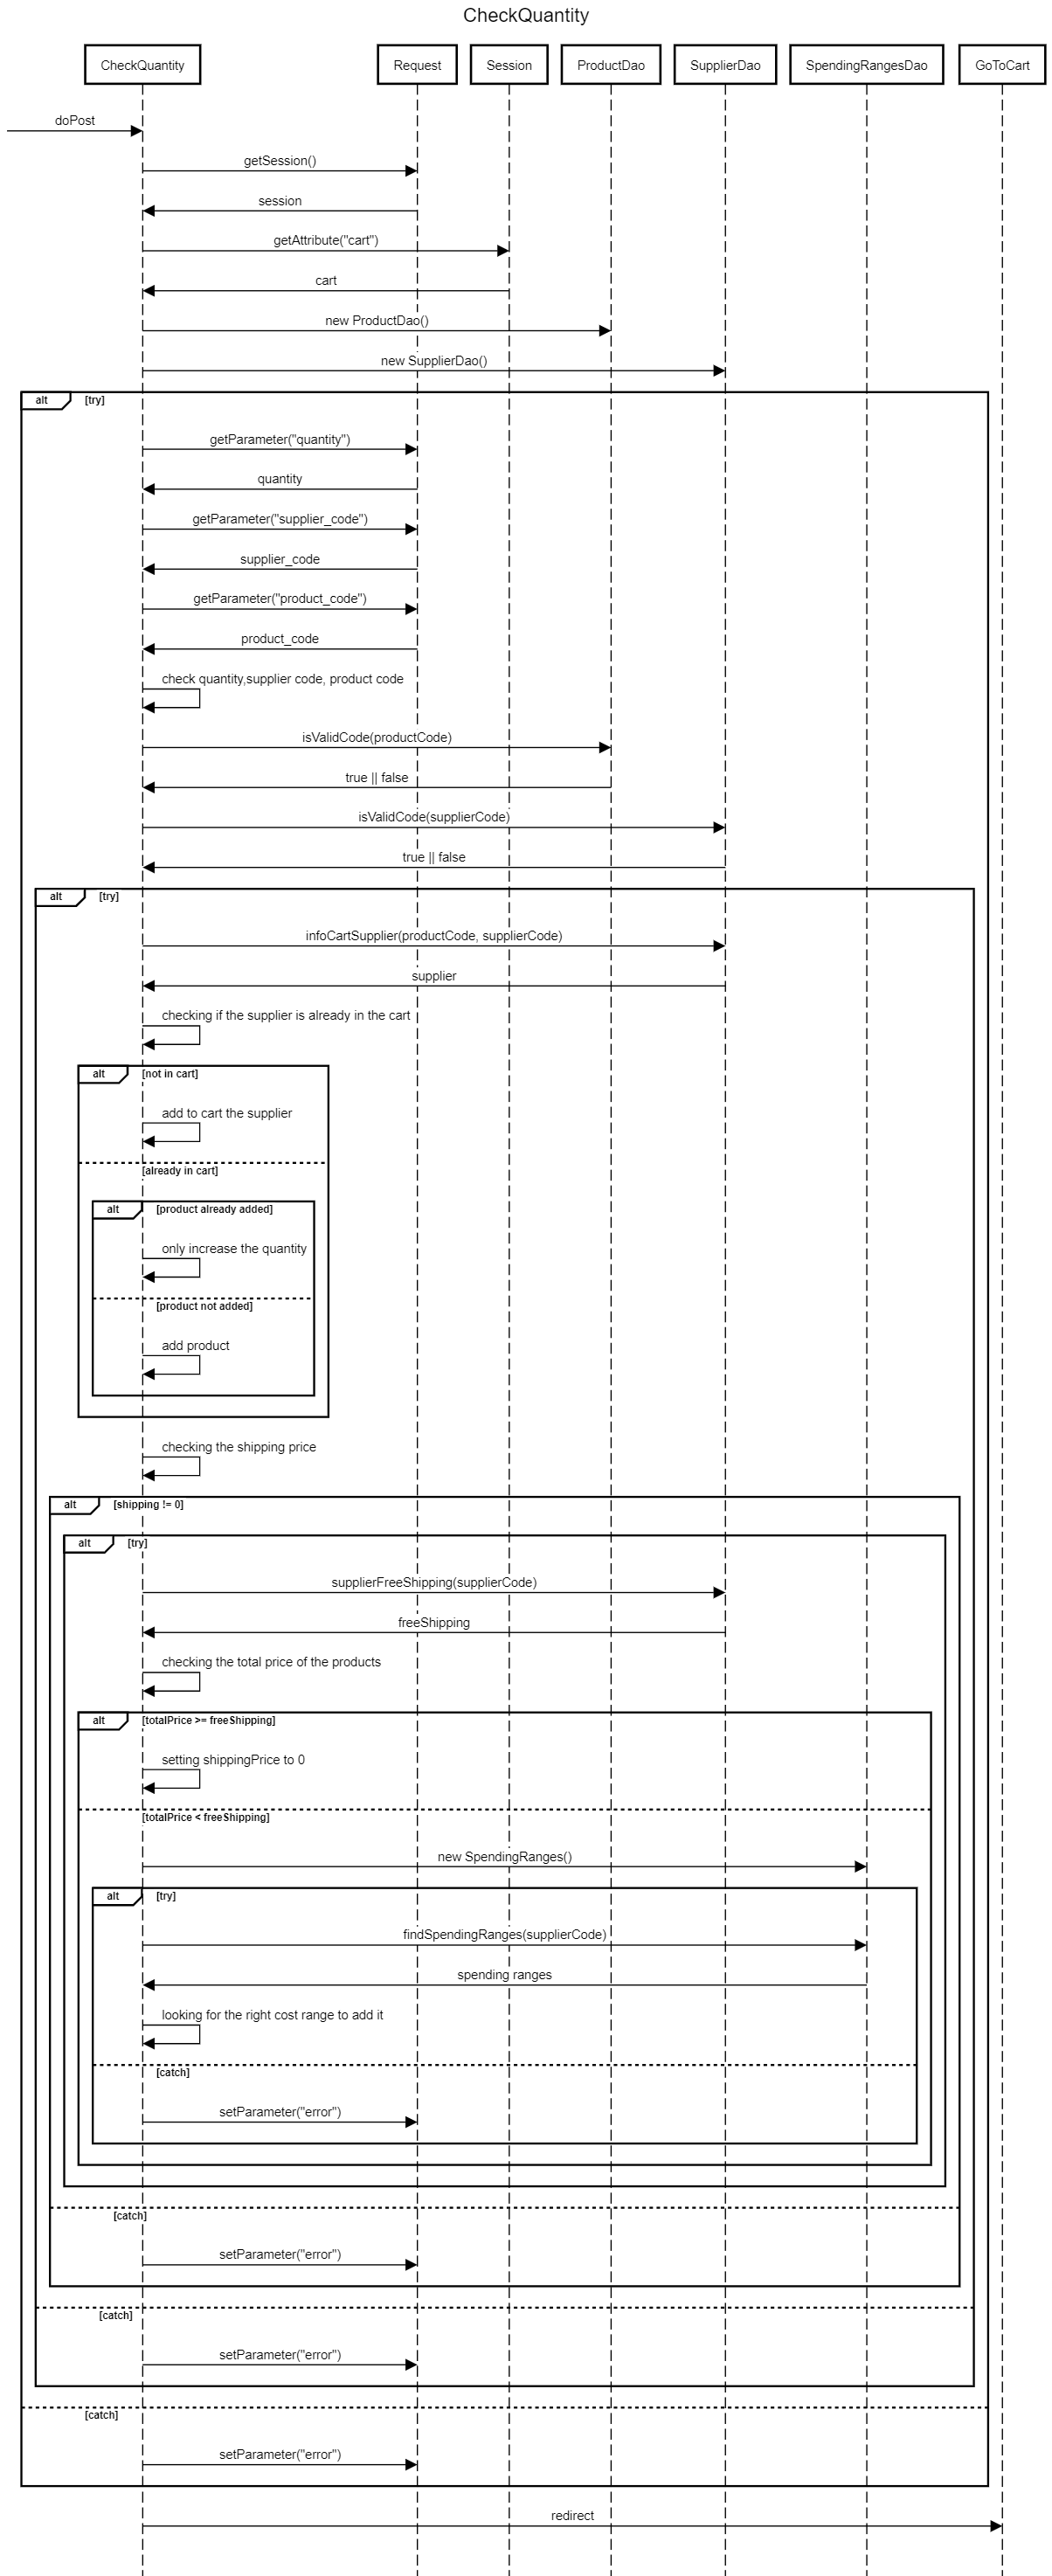 CheckQuantity
CheckQuantity
Request
Session
ProductDao
SupplierDao
SpendingRangesDao
GoToCart
doPost
getSession()
session
getAttribute("cart")
cart
new ProductDao()
new SupplierDao()
alt
[try]
getParameter("quantity")
quantity
getParameter("supplier_code")
supplier_code
getParameter("product_code")
product_code
check quantity,supplier code, product code
isValidCode(productCode)
true || false
isValidCode(supplierCode)
true || false
alt
[try]
infoCartSupplier(productCode, supplierCode)
supplier
checking if the supplier is already in the cart
alt
[not in cart]
add to cart the supplier
[already in cart]
alt
[product already added]
only increase the quantity
[product not added]
add product
checking the shipping price
alt
[shipping != 0]
alt
[try]
supplierFreeShipping(supplierCode)
freeShipping
checking the total price of the products
alt
[totalPrice >= freeShipping]
setting shippingPrice to 0
[totalPrice < freeShipping]
new SpendingRanges()
alt
[try]
findSpendingRanges(supplierCode)
spending ranges
looking for the right cost range to add it
[catch]
setParameter("error")
[catch]
setParameter("error")
[catch]
setParameter("error")
[catch]
setParameter("error")
redirect